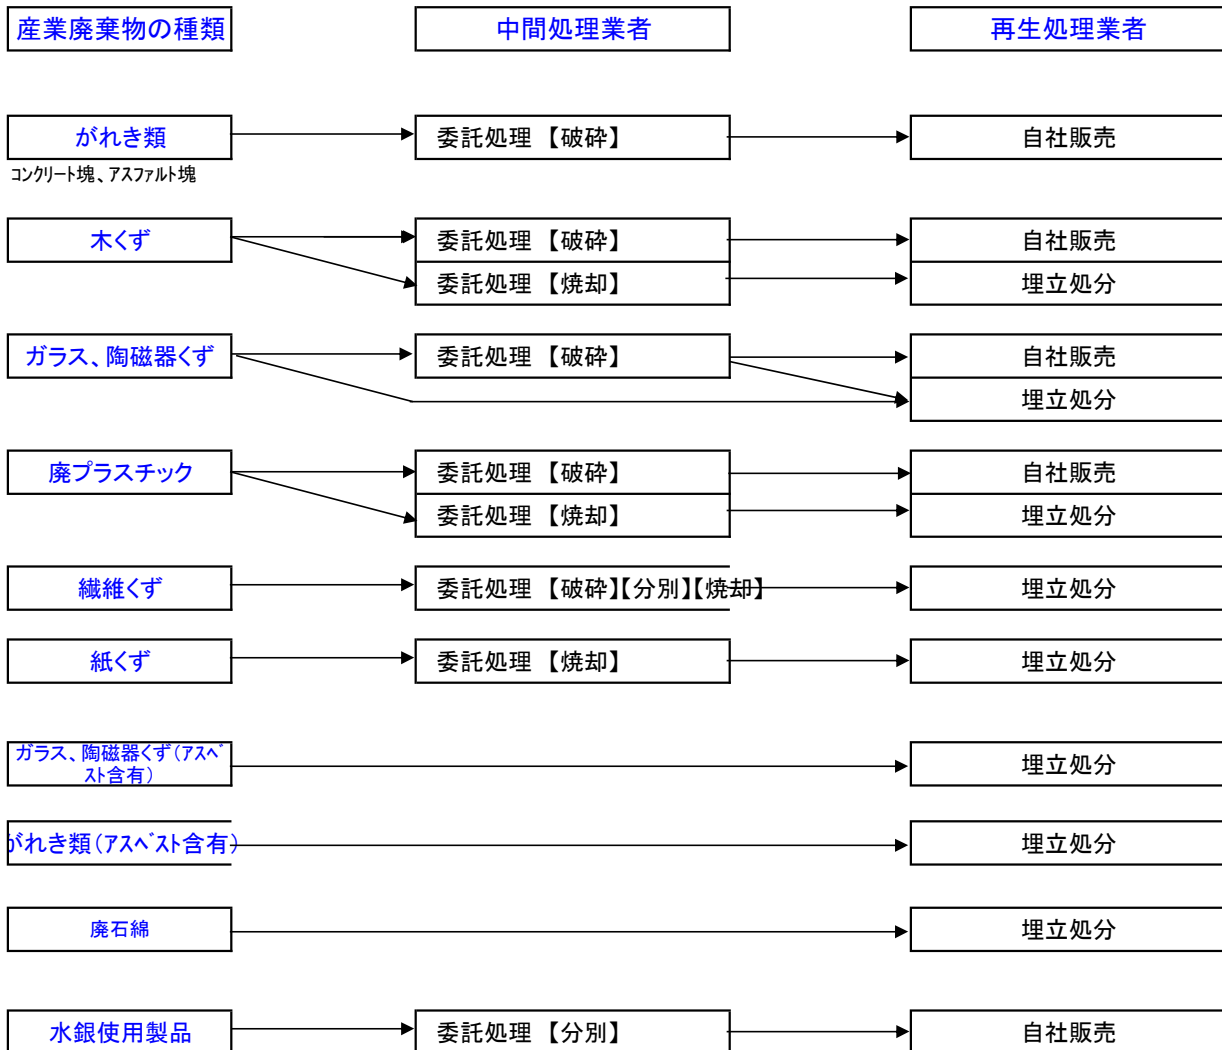 産業廃棄物の種類 中間処理業者 再生処理業者
がれき類 委託処理 【破砕】 自社販売
ｺﾝｸﾘｰﾄ塊、ｱｽﾌｧﾙﾄ塊
木くず 委託処理 【破砕】 自社販売
委託処理 【焼却】 埋立処分
ガラス、陶磁器くず 委託処理 【破砕】 自社販売
埋立処分
廃プラスチック 委託処理 【破砕】 自社販売
委託処理 【焼却】 埋立処分
繊維くず 委託処理 【破砕】【分別】【焼却】 埋立処分
紙くず 委託処理 【焼却】 埋立処分
ガラス、陶磁器くず（ｱｽﾍﾞ
ｽﾄ含有） 埋立処分
がれき類（ｱｽﾍﾞｽﾄ含有） 埋立処分
廃石綿 埋立処分
水銀使用製品 委託処理 【分別】 自社販売